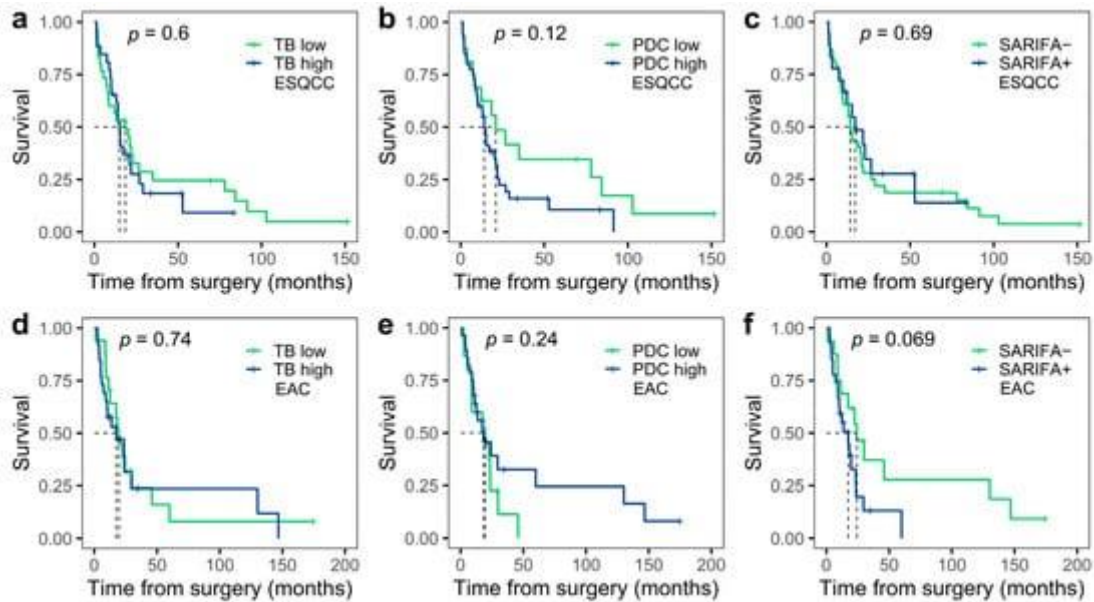 a
p = 0.6
TB low
TB high
ESQCC
Survival
1.00
0.75
0.50
0.25
0.00
0 50 100 150
Time from surgery (months)
b
p = 0.12
PDC low
PDC high
ESQCC
Survival
1.00
0.75
0.50
0.25
0.00
0 50 100 150
Time from surgery (months)
c
p = 0.69
SARIFA−
SARIFA+
ESQCC
Survival
1.00
0.75
0.50
0.25
0.00
0 50 100 150
Time from surgery (months)
d
p = 0.74
TB low
TB high
EAC
Survival
1.00
0.75
0.50
0.25
0.00
0 50 100 150 200
Time from surgery (months)
e
p = 0.24
PDC low
PDC high
EAC
Survival
1.00
0.75
0.50
0.25
0.00
0 50 100 150 200
Time from surgery (months)
f
p = 0.069
SARIFA−
SARIFA+
EAC
Survival
1.00
0.75
0.50
0.25
0.00
0 50 100 150 200
Time from surgery (months)